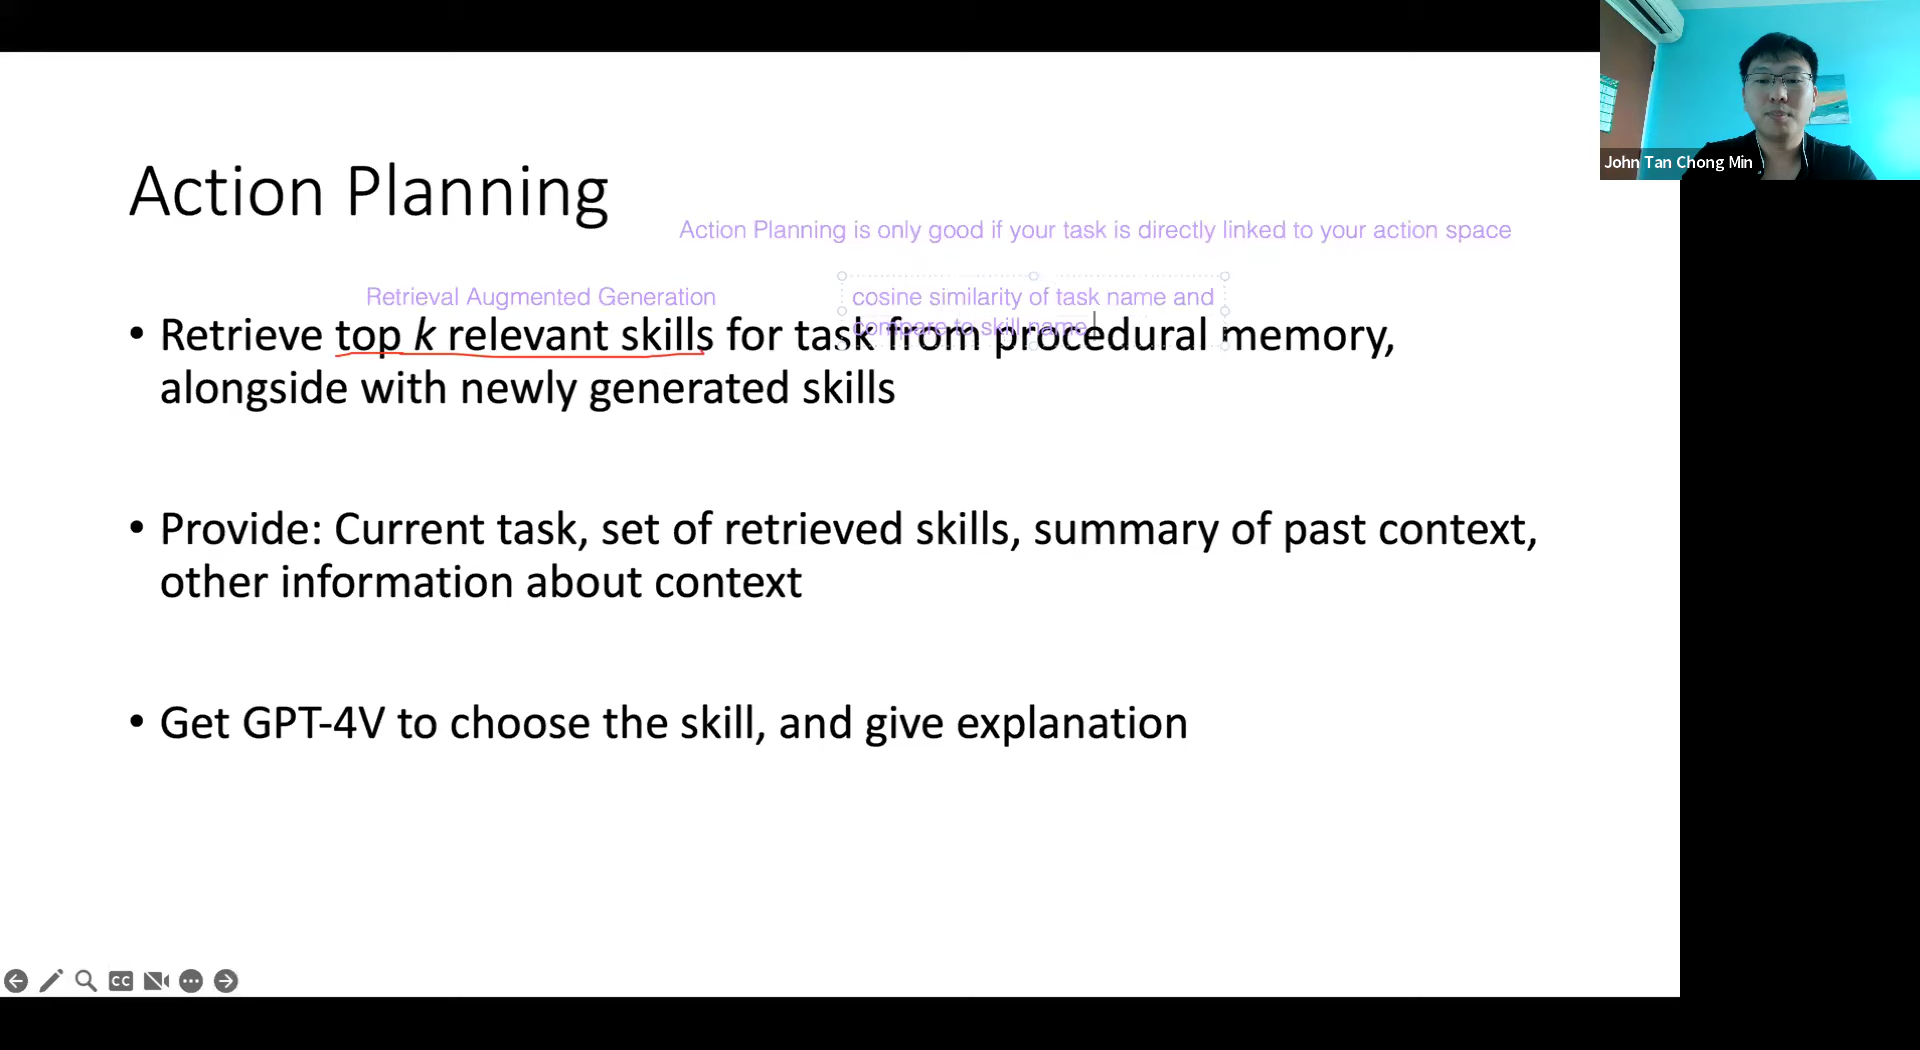 John Tan Chong Min
Action Planning
Action Planning is only good if your task is directly linked to your action space
Retrieval Augmented Generation
cosine similarity of task name and
compare to skill name
• Retrieve top k relevant skills for task from procedural memory,
alongside with newly generated skills
• Provide: Current task, set of retrieved skills, summary of past context,
other information about context
• Get GPT-4V to choose the skill, and give explanation
CC